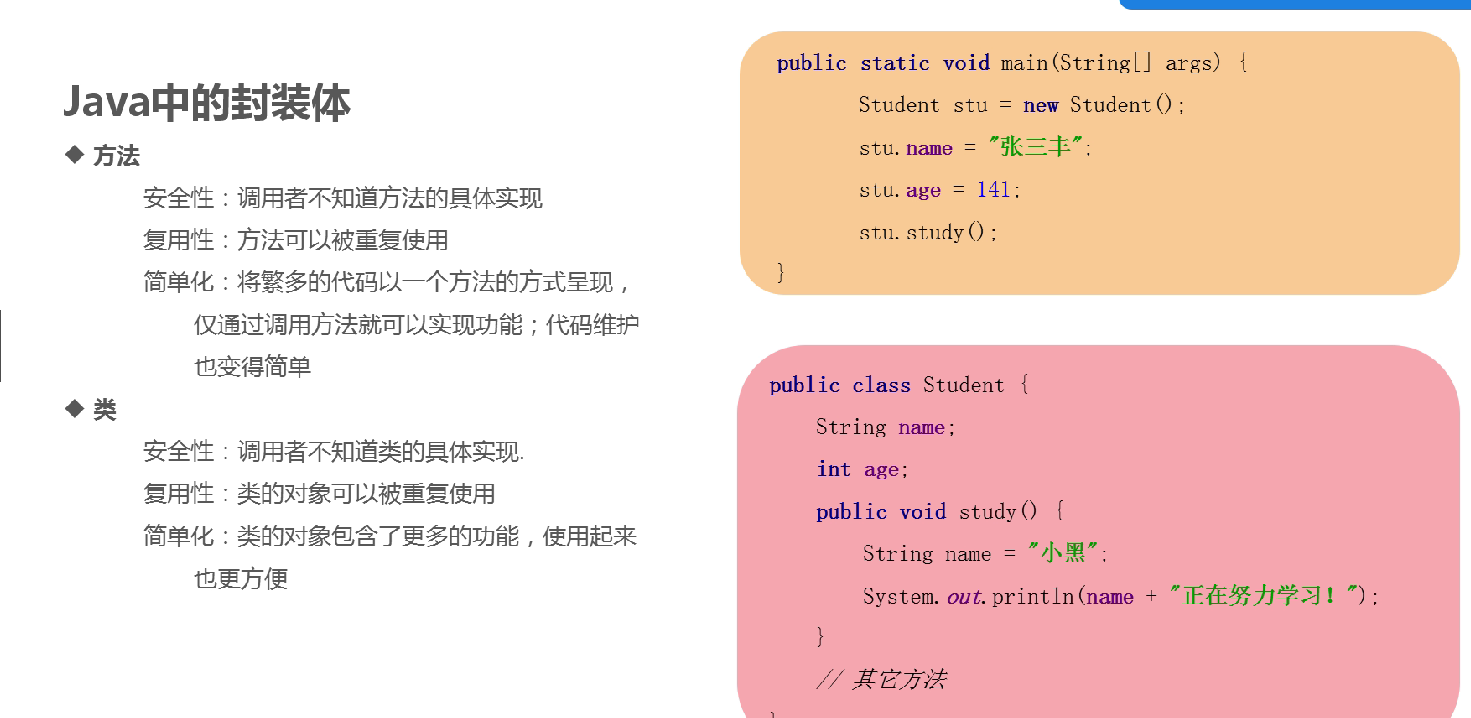 Java中的封装体
◆ 方法
安全性：调用者不知道方法的具体实现
复用性：方法可以被重复使用
简单化：将繁多的代码以一个方法的方式呈现，
仅通过调用方法就可以实现功能；代码维护
也变得简单
◆ 类
安全性：调用者不知道类的具体实现.
复用性：类的对象可以被重复使用
简单化：类的对象包含了更多的功能，使用起来
也更方便
public static void main(String[] args) {
Student stu = new Student();
stu.name = "张三丰";
stu.age = 141;
stu.study();
}
public class Student {
String name;
int age;
public void study() {
String name = "小黑";
System.out.println(name + "正在努力学习！");
}
// 其它方法
}